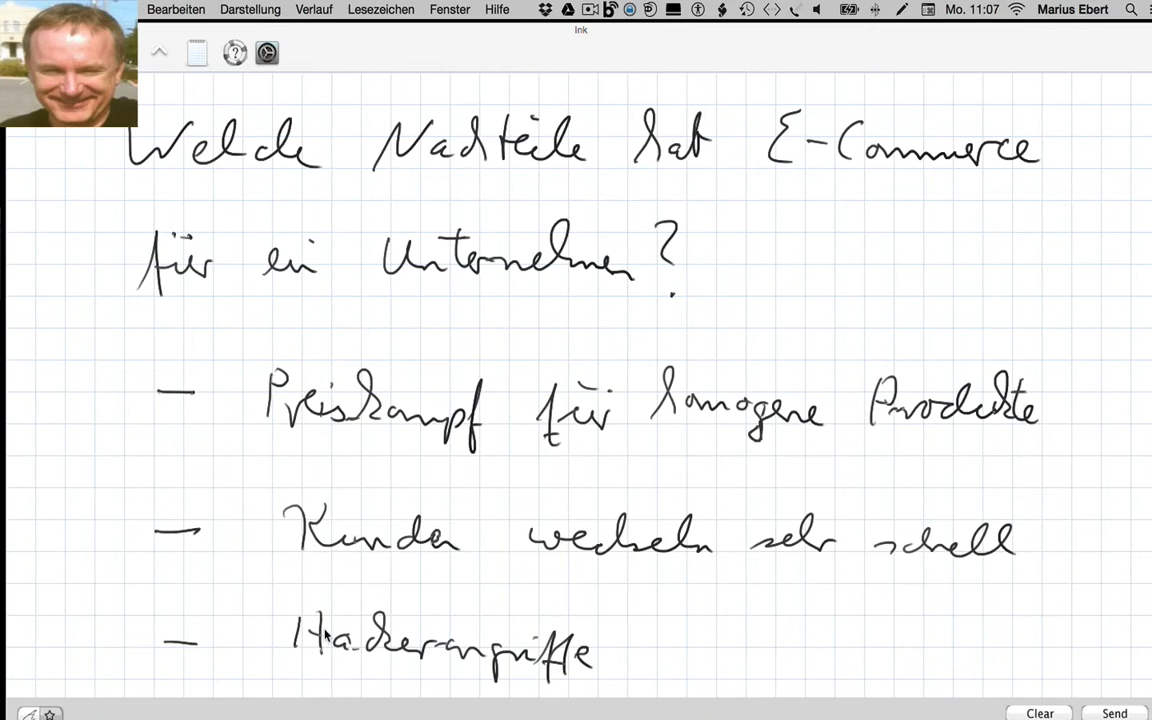 Bearbeiten Darstellung Verlauf Lesezeichen Fenster Hilfe Mo. 11:07 Marius Ebert
Ink
Welche Nachteile hat E-Commerce
für ein Unternehmen?
— Preiskampf für homogene Produkte
— Kunden wechseln sehr schell
— Hackerangriffe
Clear Send